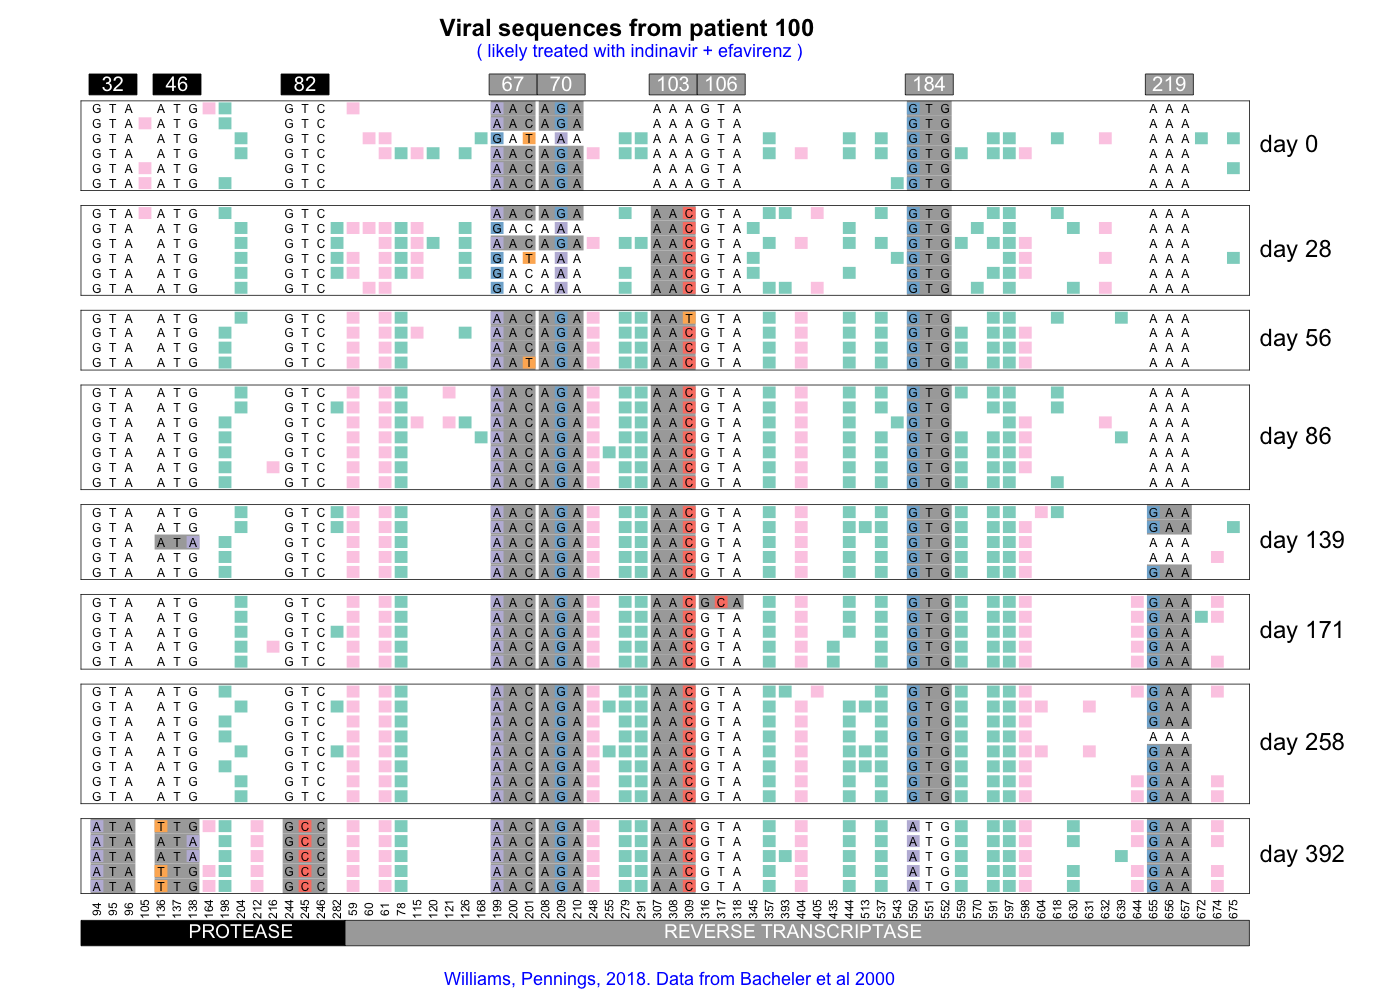 Viral sequences from patient 100
( likely treated with indinavir + efavirenz )
32 46 82 67 70 103 106 184 219
G T A A T G G T C A A C A G A A A A G T A G T G A A A
G T A A T G G T C A A C A G A A A A G T A G T G A A A
G T A A T G G T C G A T A A A A A A G T A G T G A A A
day 0
G T A A T G G T C A A C A G A A A A G T A G T G A A A
G T A A T G G T C A A C A G A A A A G T A G T G A A A
G T A A T G G T C A A C A G A A A A G T A G T G A A A
G T A A T G G T C A A C A G A A A C G T A G T G A A A
G T A A T G G T C G A C A A A A A C G T A G T G A A A
G T A A T G G T C A A C A G A A A C G T A G T G A A A
day 28
G T A A T G G T C G A T A A A A A C G T A G T G A A A
G T A A T G G T C G A C A A A A A C G T A G T G A A A
G T A A T G G T C G A C A A A A A C G T A G T G A A A
G T A A T G G T C A A C A G A A A T G T A G T G A A A
G T A A T G G T C A A C A G A A A C G T A G T G A A A
day 56
G T A A T G G T C A A C A G A A A C G T A G T G A A A
G T A A T G G T C A A T A G A A A C G T A G T G A A A
G T A A T G G T C A A C A G A A A C G T A G T G A A A
G T A A T G G T C A A C A G A A A C G T A G T G A A A
G T A A T G G T C A A C A G A A A C G T A G T G A A A
G T A A T G G T C A A C A G A A A C G T A G T G A A A
day 86
G T A A T G G T C A A C A G A A A C G T A G T G A A A
G T A A T G G T C A A C A G A A A C G T A G T G A A A
G T A A T G G T C A A C A G A A A C G T A G T G A A A
G T A A T G G T C A A C A G A A A C G T A G T G G A A
G T A A T G G T C A A C A G A A A C G T A G T G G A A
G T A A T A G T C A A C A G A A A C G T A G T G A A A
day 139
G T A A T G G T C A A C A G A A A C G T A G T G A A A
G T A A T G G T C A A C A G A A A C G T A G T G G A A
G T A A T G G T C A A C A G A A A C G C A G T G G A A
G T A A T G G T C A A C A G A A A C G T A G T G G A A
G T A A T G G T C A A C A G A A A C G T A G T G G A A
day 171
G T A A T G G T C A A C A G A A A C G T A G T G G A A
G T A A T G G T C A A C A G A A A C G T A G T G G A A
G T A A T G G T C A A C A G A A A C G T A G T G G A A
G T A A T G G T C A A C A G A A A C G T A G T G G A A
G T A A T G G T C A A C A G A A A C G T A G T G G A A
G T A A T G G T C A A C A G A A A C G T A G T G A A A
day 258
G T A A T G G T C A A C A G A A A C G T A G T G G A A
G T A A T G G T C A A C A G A A A C G T A G T G G A A
G T A A T G G T C A A C A G A A A C G T A G T G G A A
G T A A T G G T C A A C A G A A A C G T A G T G G A A
A T A T T G G C C A A C A G A A A C G T A A T G G A A
A T A A T A G C C A A C A G A A A C G T A A T G G A A
A T A A T A G C C A A C A G A A A C G T A A T G G A A
day 392
A T A T T G G C C A A C A G A A A C G T A A T G G A A
A T A T T G G C C A A C A G A A A C G T A A T G G A A
94 95 96 105 136 137 138 164 198 204 212 216 244 245 246 282 59 60 61 78 115 120 121 126 168 199 200 201 208 209 210 248 255 279 291 307 308 309 316 317 318 345 357 393 404 405 435 444 513 537 543 550 551 552 559 570 591 597 598 604 618 630 631 632 639 644 655 656 657 672 674 675
PROTEASE REVERSE TRANSCRIPTASE
Williams, Pennings, 2018. Data from Bacheler et al 2000